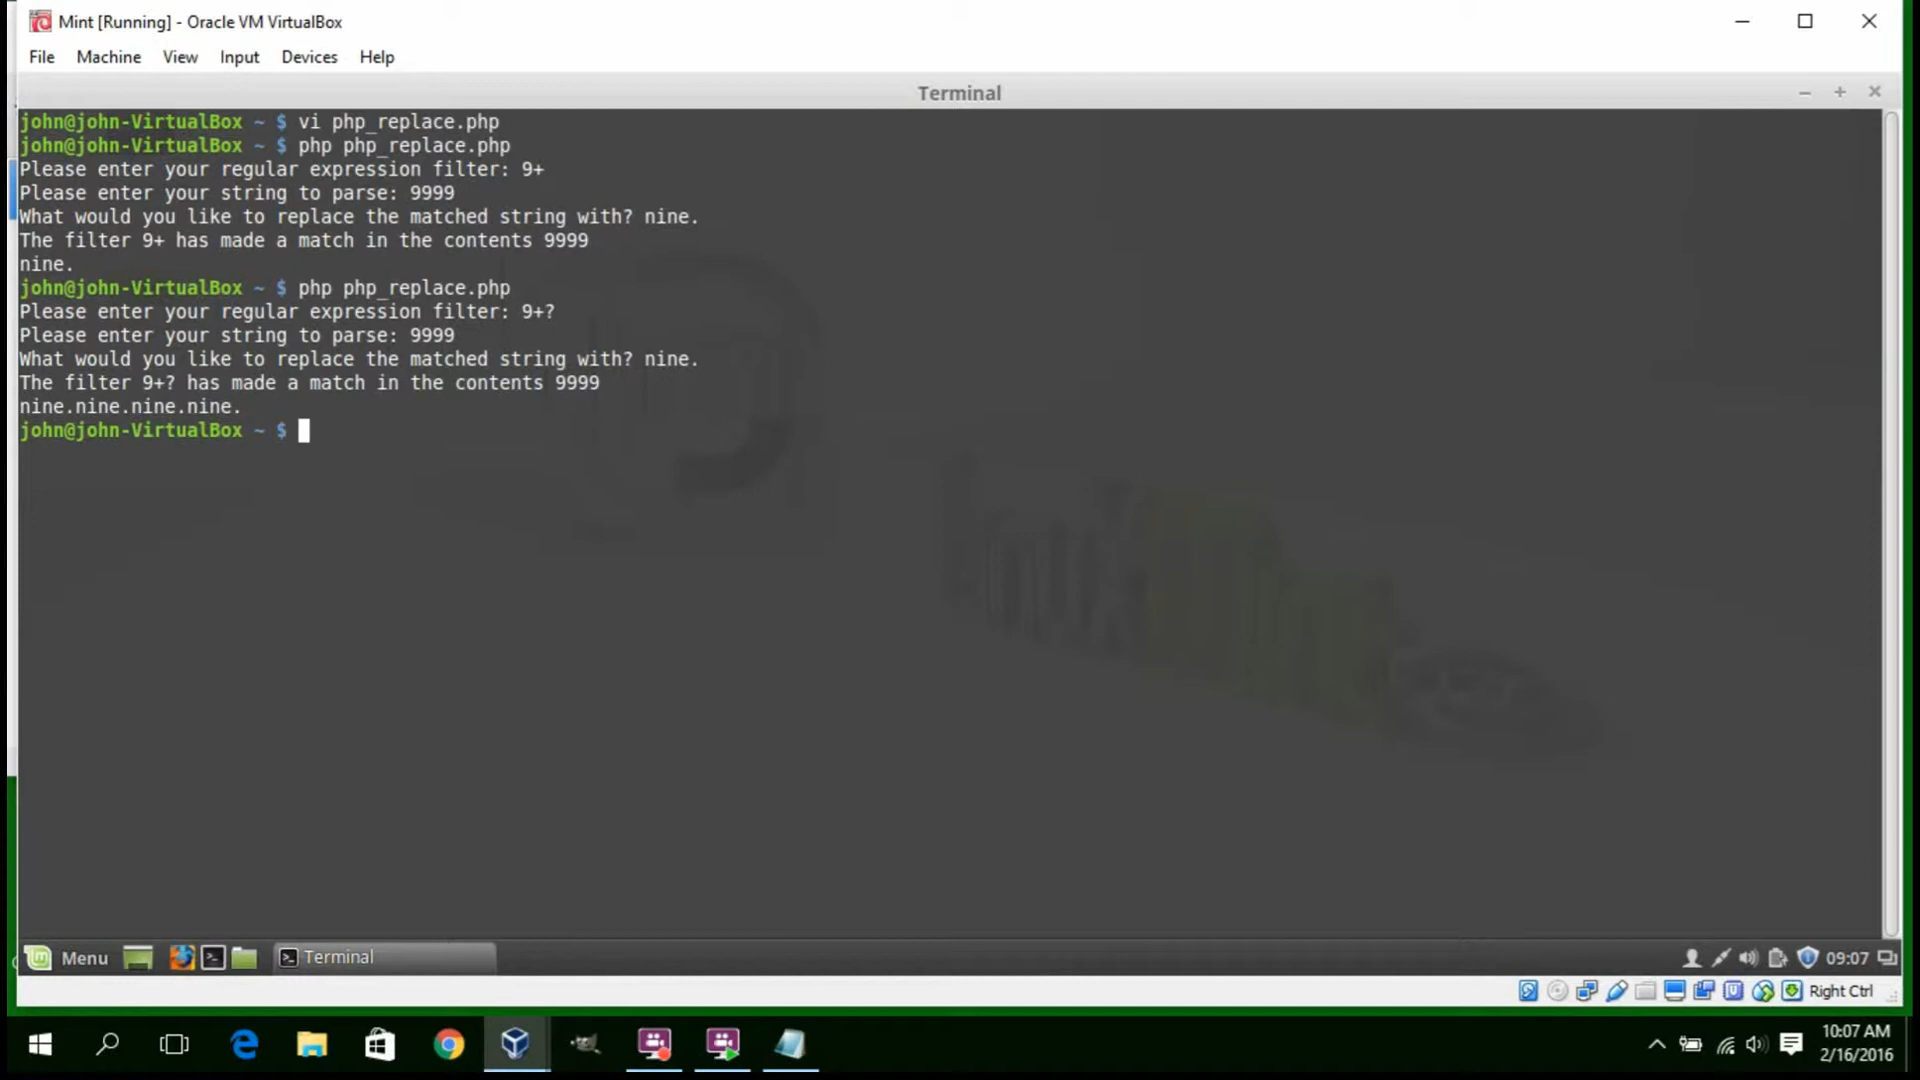 Mint [Running] - Oracle VM VirtualBox
File Machine View Input Devices Help
Terminal
john@john-VirtualBox ~ $ vi php_replace.php
john@john-VirtualBox ~ $ php php_replace.php
Please enter your regular expression filter: 9+
Please enter your string to parse: 9999
What would you like to replace the matched string with? nine.
The filter 9+ has made a match in the contents 9999
nine.
john@john-VirtualBox ~ $ php php_replace.php
Please enter your regular expression filter: 9+?
Please enter your string to parse: 9999
What would you like to replace the matched string with? nine.
The filter 9+? has made a match in the contents 9999
nine.nine.nine.nine.
john@john-VirtualBox ~ $
Menu Terminal 09:07
Right Ctrl
10:07 AM
2/16/2016